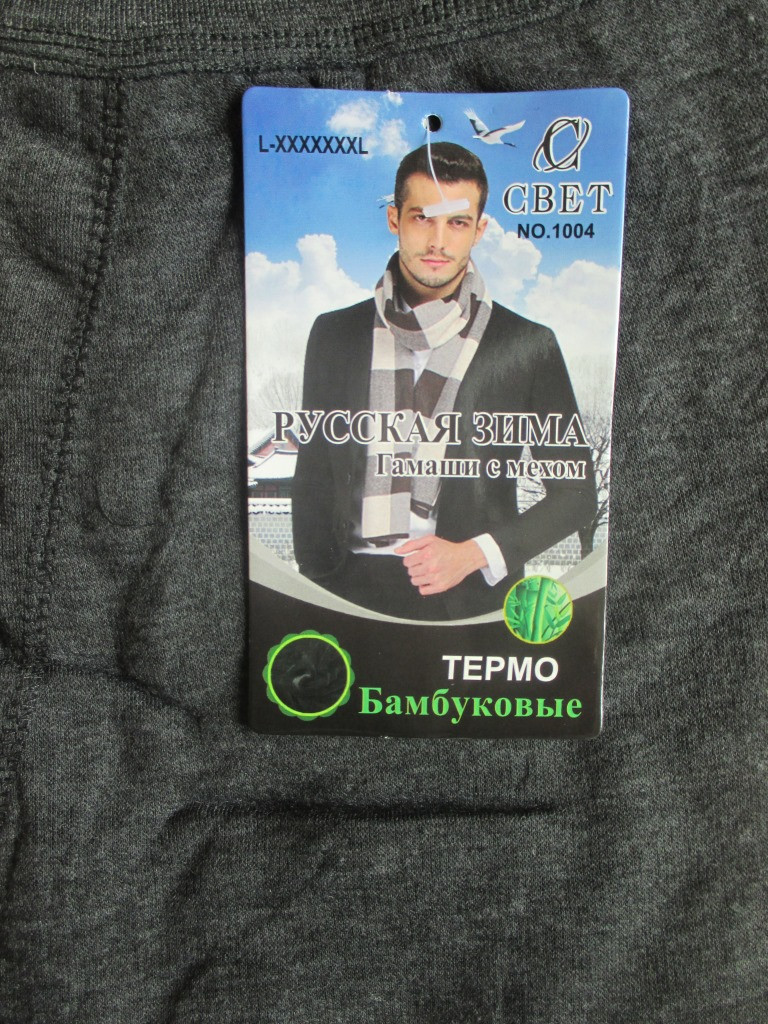 L-XXXXXXXL
СВЕТ
NO.1004
РУССКАЯ ЗИМА
Гамаши с мехом
ТЕРМО
Бамбуковые